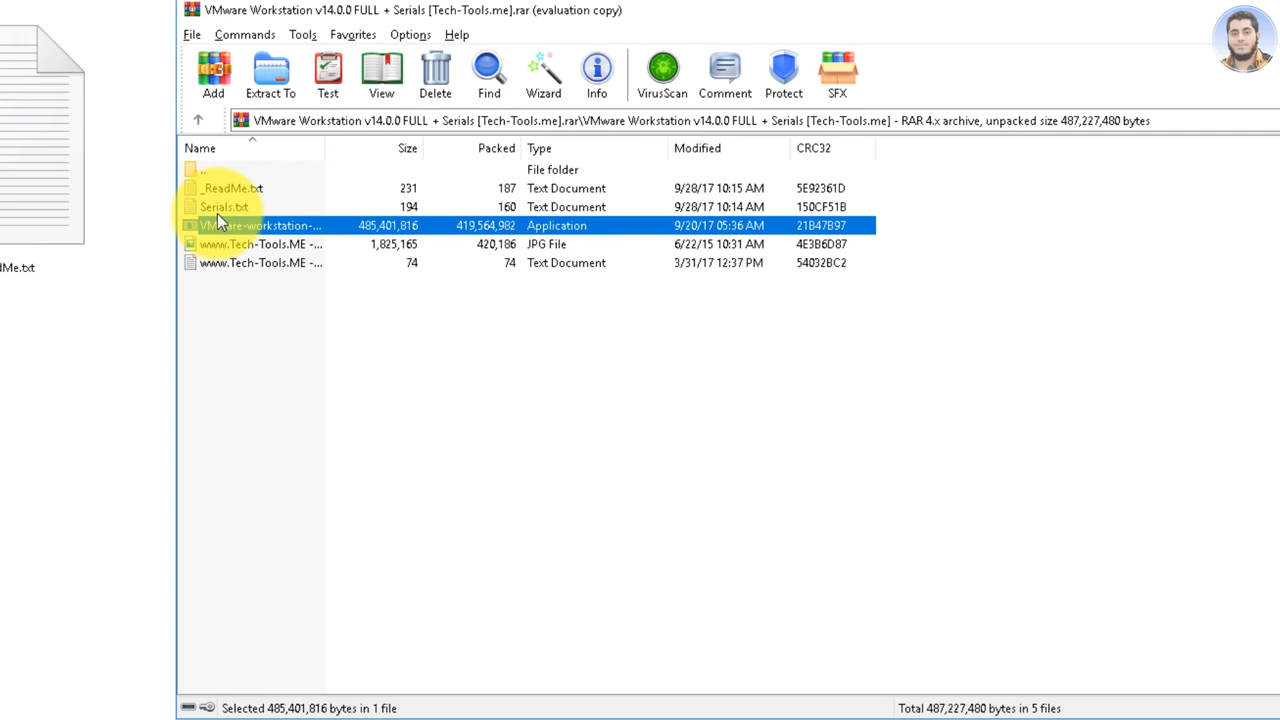 VMware Workstation v14.0.0 FULL + Serials [Tech-Tools.me].rar (evaluation copy)
File Commands Tools Favorites Options Help
Add Extract To Test View Delete Find Wizard Info VirusScan Comment Protect SFX
VMware Workstation v14.0.0 FULL + Serials [Tech-Tools.me].rar\VMware Workstation v14.0.0 FULL + Serials [Tech-Tools.me] - RAR 4.x archive, unpacked size 487,227,480 bytes
Name Size Packed Type Modified CRC32
.. File folder
_ReadMe.txt 231 187 Text Document 9/28/17 10:15 AM 5E92361D
Serials.txt 194 160 Text Document 9/28/17 10:14 AM 150CF51B
VMware-workstation-... 485,401,816 419,564,982 Application 9/20/17 05:36 AM 21B47B97
www.Tech-Tools.ME -... 1,825,165 420,186 JPG File 6/22/15 10:31 AM 4E3B6D87
www.Tech-Tools.ME -... 74 74 Text Document 3/31/17 12:37 PM 54032BC2
dMe.txt
Selected 485,401,816 bytes in 1 file Total 487,227,480 bytes in 5 files